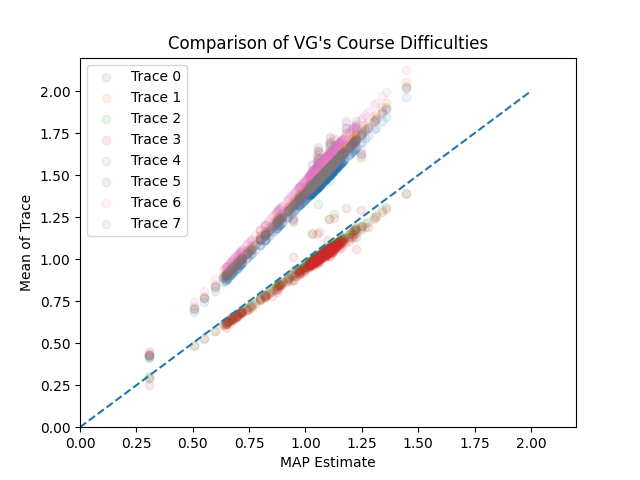 Comparison of VG's Course Difficulties
Trace 0
Trace 1
Trace 2
Trace 3
Trace 4
Trace 5
Trace 6
Trace 7
2.00
1.75
1.50
1.25
1.00
0.75
0.50
0.25
0.00
Mean of Trace
0.00 0.25 0.50 0.75 1.00 1.25 1.50 1.75 2.00
MAP Estimate